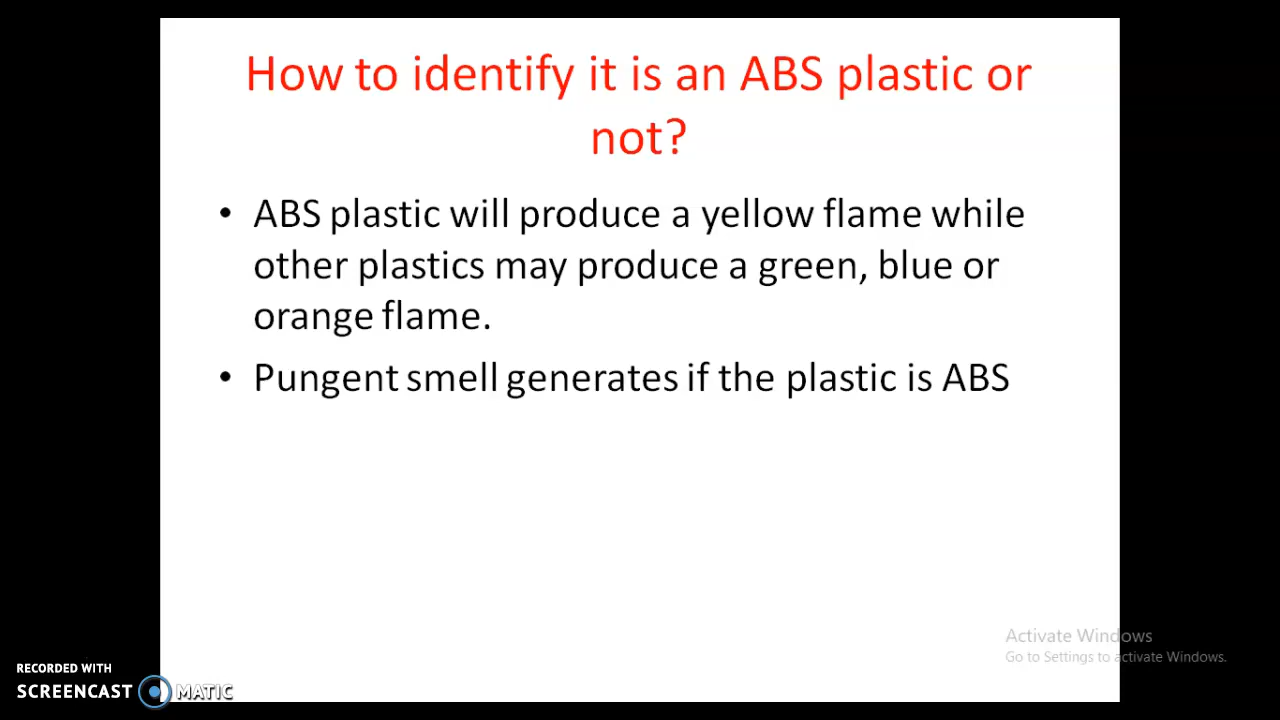 How to identify it is an ABS plastic or
not?
• ABS plastic will produce a yellow flame while
other plastics may produce a green, blue or
orange flame.
• Pungent smell generates if the plastic is ABS
Activate Windows
Go to Settings to activate Windows.
RECORDED WITH
SCREENCAST MATIC